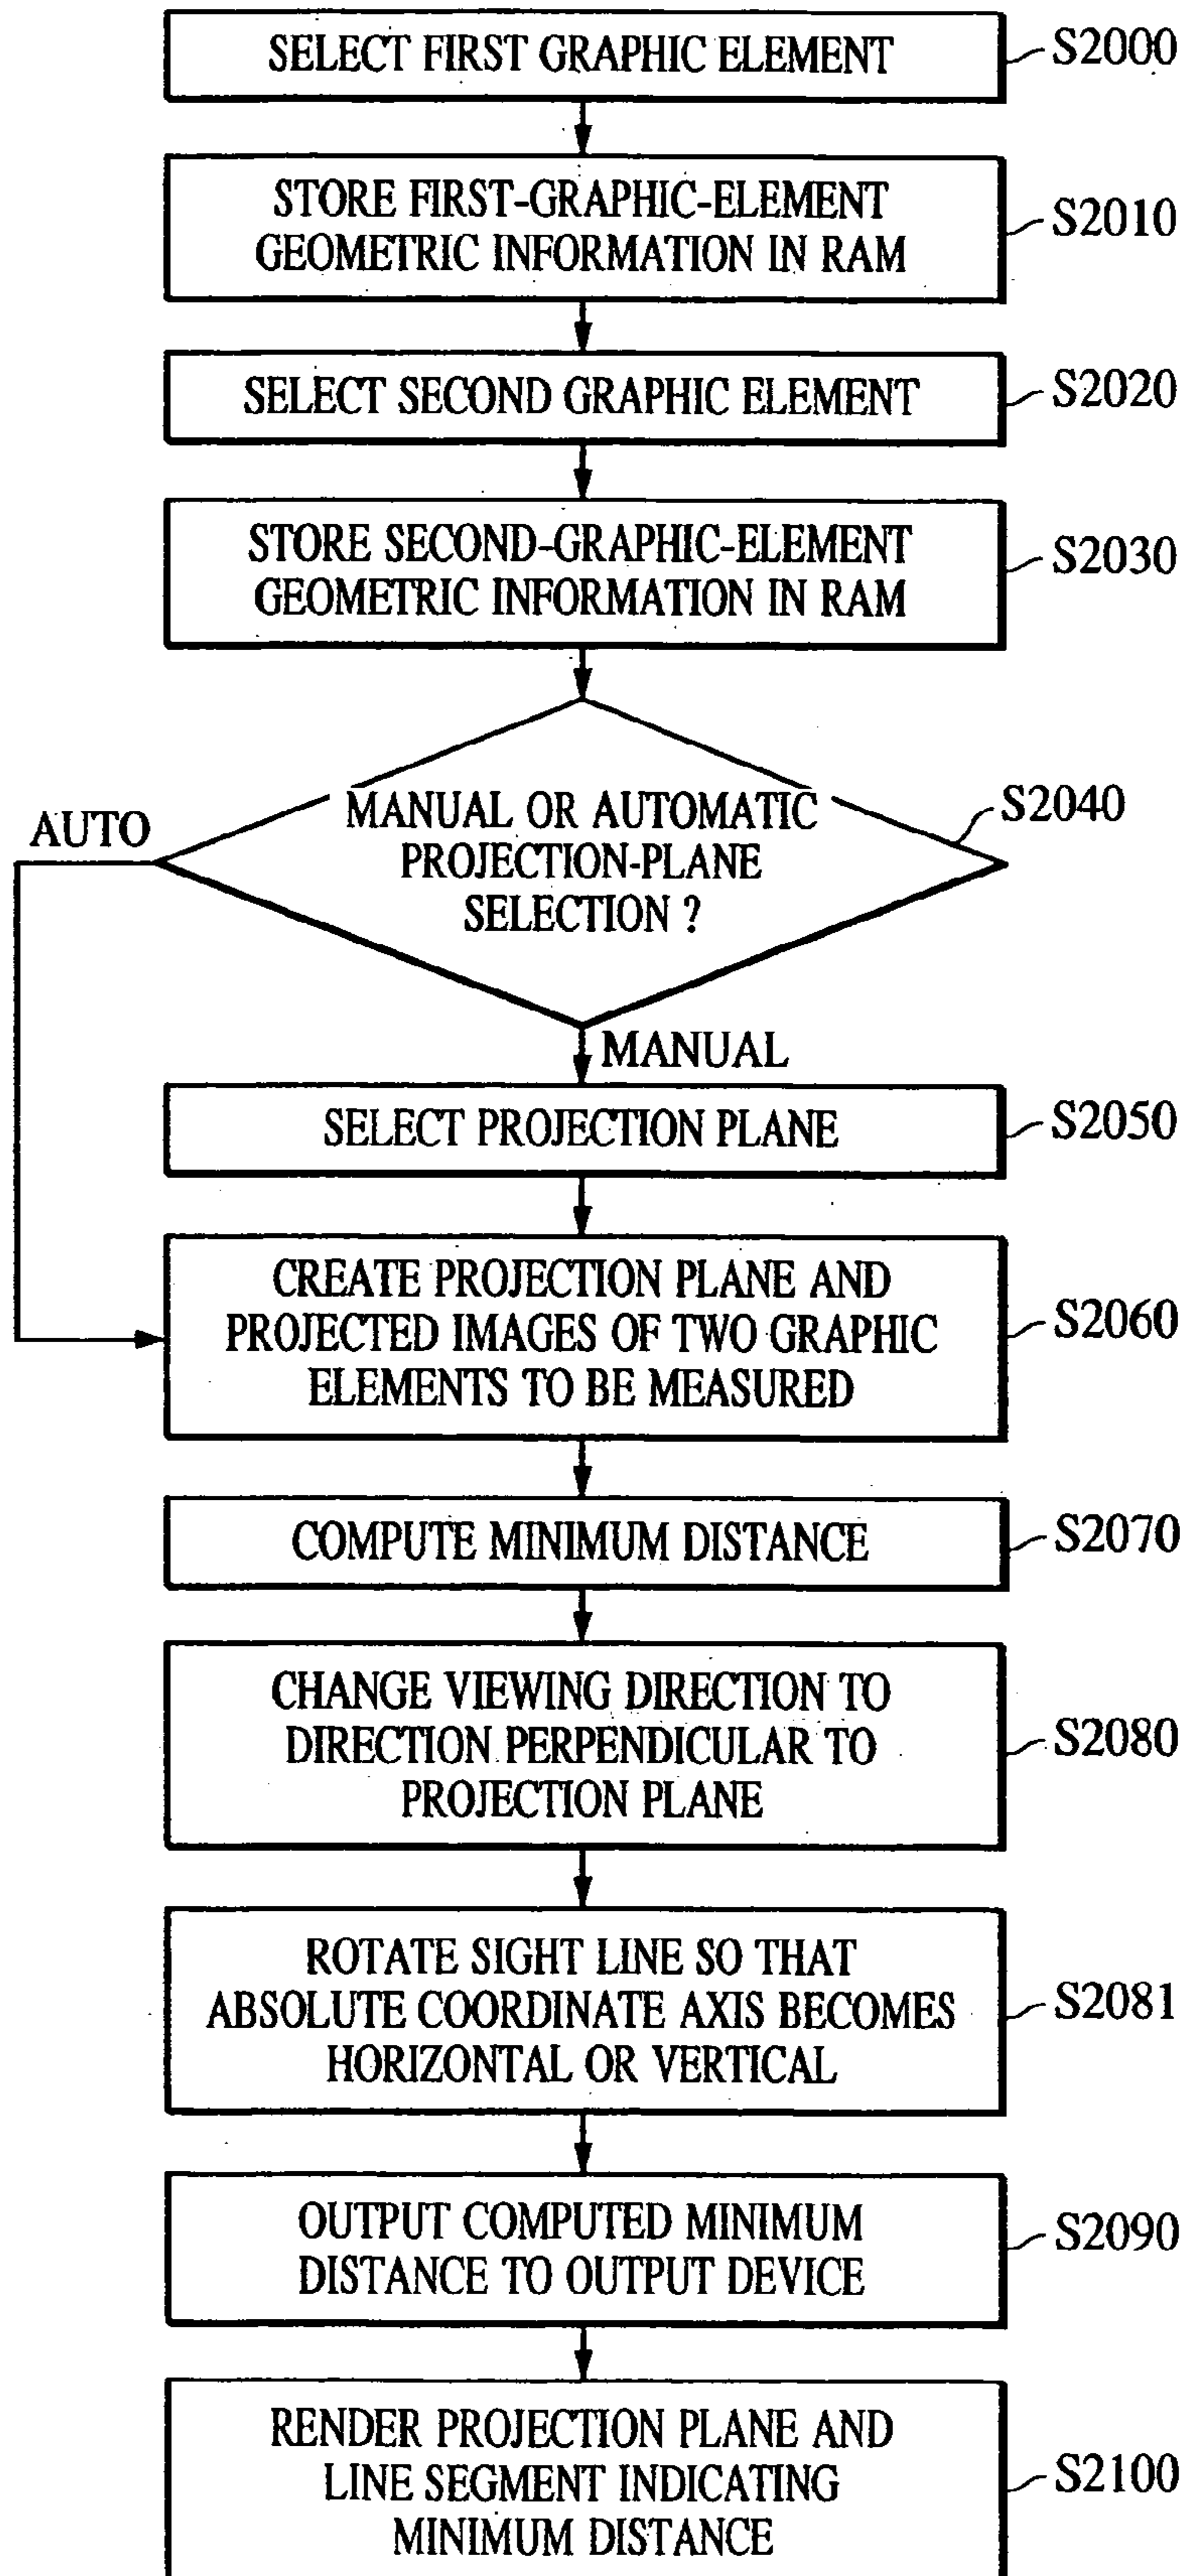 SELECT FIRST GRAPHIC ELEMENT
S2000
STORE FIRST-GRAPHIC-ELEMENT
GEOMETRIC INFORMATION IN RAM
S2010
SELECT SECOND GRAPHIC ELEMENT
S2020
STORE SECOND-GRAPHIC-ELEMENT
GEOMETRIC INFORMATION IN RAM
S2030
MANUAL OR AUTOMATIC
PROJECTION-PLANE
SELECTION ?
S2040
AUTO
MANUAL
SELECT PROJECTION PLANE
S2050
CREATE PROJECTION PLANE AND
PROJECTED IMAGES OF TWO GRAPHIC
ELEMENTS TO BE MEASURED
S2060
COMPUTE MINIMUM DISTANCE
S2070
CHANGE VIEWING DIRECTION TO
DIRECTION PERPENDICULAR TO
PROJECTION PLANE
S2080
ROTATE SIGHT LINE SO THAT
ABSOLUTE COORDINATE AXIS BECOMES
HORIZONTAL OR VERTICAL
S2081
OUTPUT COMPUTED MINIMUM
DISTANCE TO OUTPUT DEVICE
S2090
RENDER PROJECTION PLANE AND
LINE SEGMENT INDICATING
MINIMUM DISTANCE
S2100